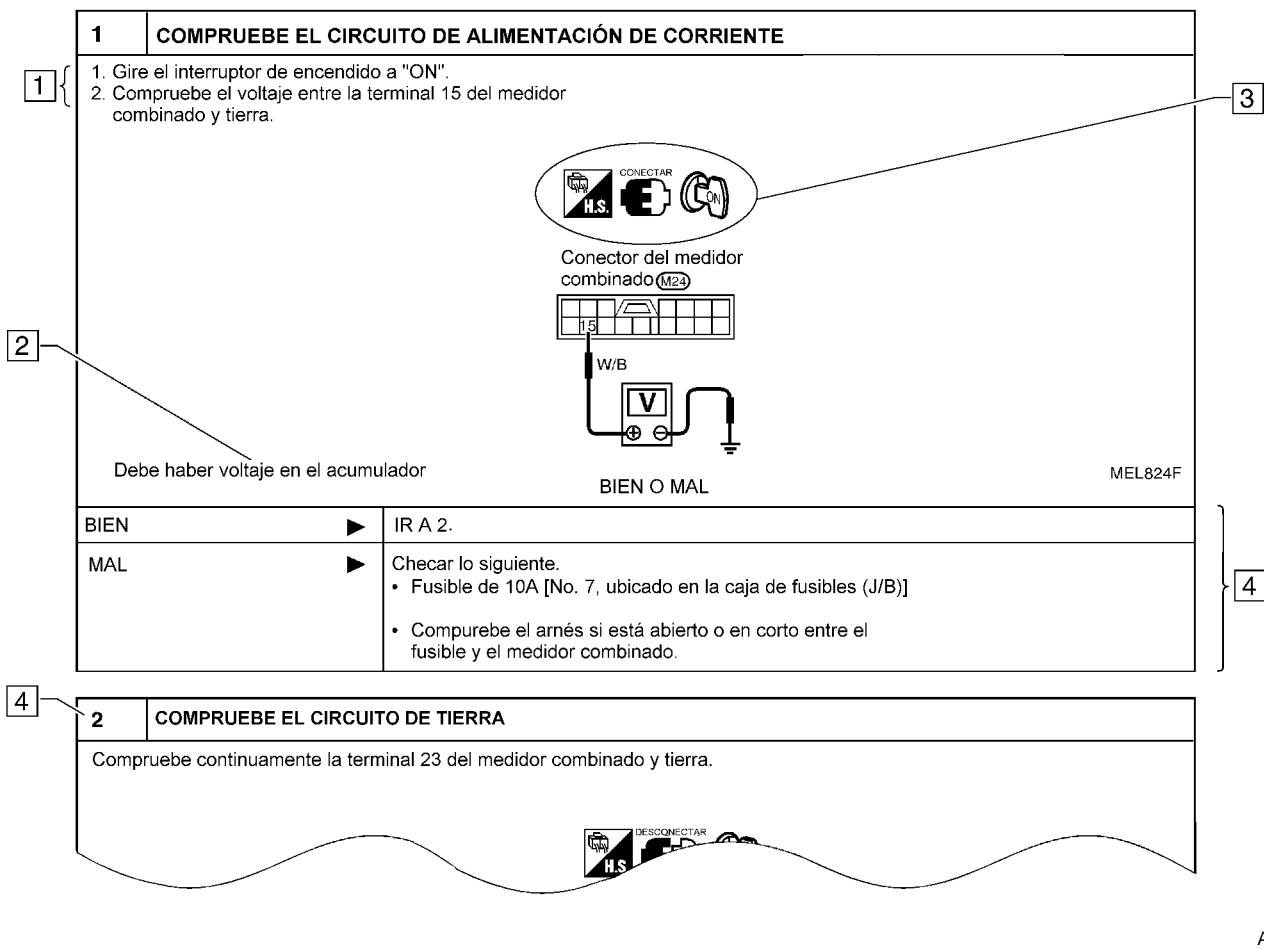 1 COMPRUEBE EL CIRCUITO DE ALIMENTACIÓN DE CORRIENTE
1
1. Gire el interruptor de encendido a "ON".
2. Compruebe el voltaje entre la terminal 15 del medidor
combinado y tierra.
3
CONECTAR
H.S.
ON
Conector del medidor
combinado M24
15
2
W/B
V
Debe haber voltaje en el acumulador
BIEN O MAL
MEL824F
BIEN ► IR A 2.
MAL ► Checar lo siguiente.
• Fusible de 10A [No. 7, ubicado en la caja de fusibles (J/B)]
4
• Compurebe el arnés si está abierto o en corto entre el
fusible y el medidor combinado.
4
2 COMPRUEBE EL CIRCUITO DE TIERRA
Compruebe continuamente la terminal 23 del medidor combinado y tierra.
DESCONECTAR
H.S